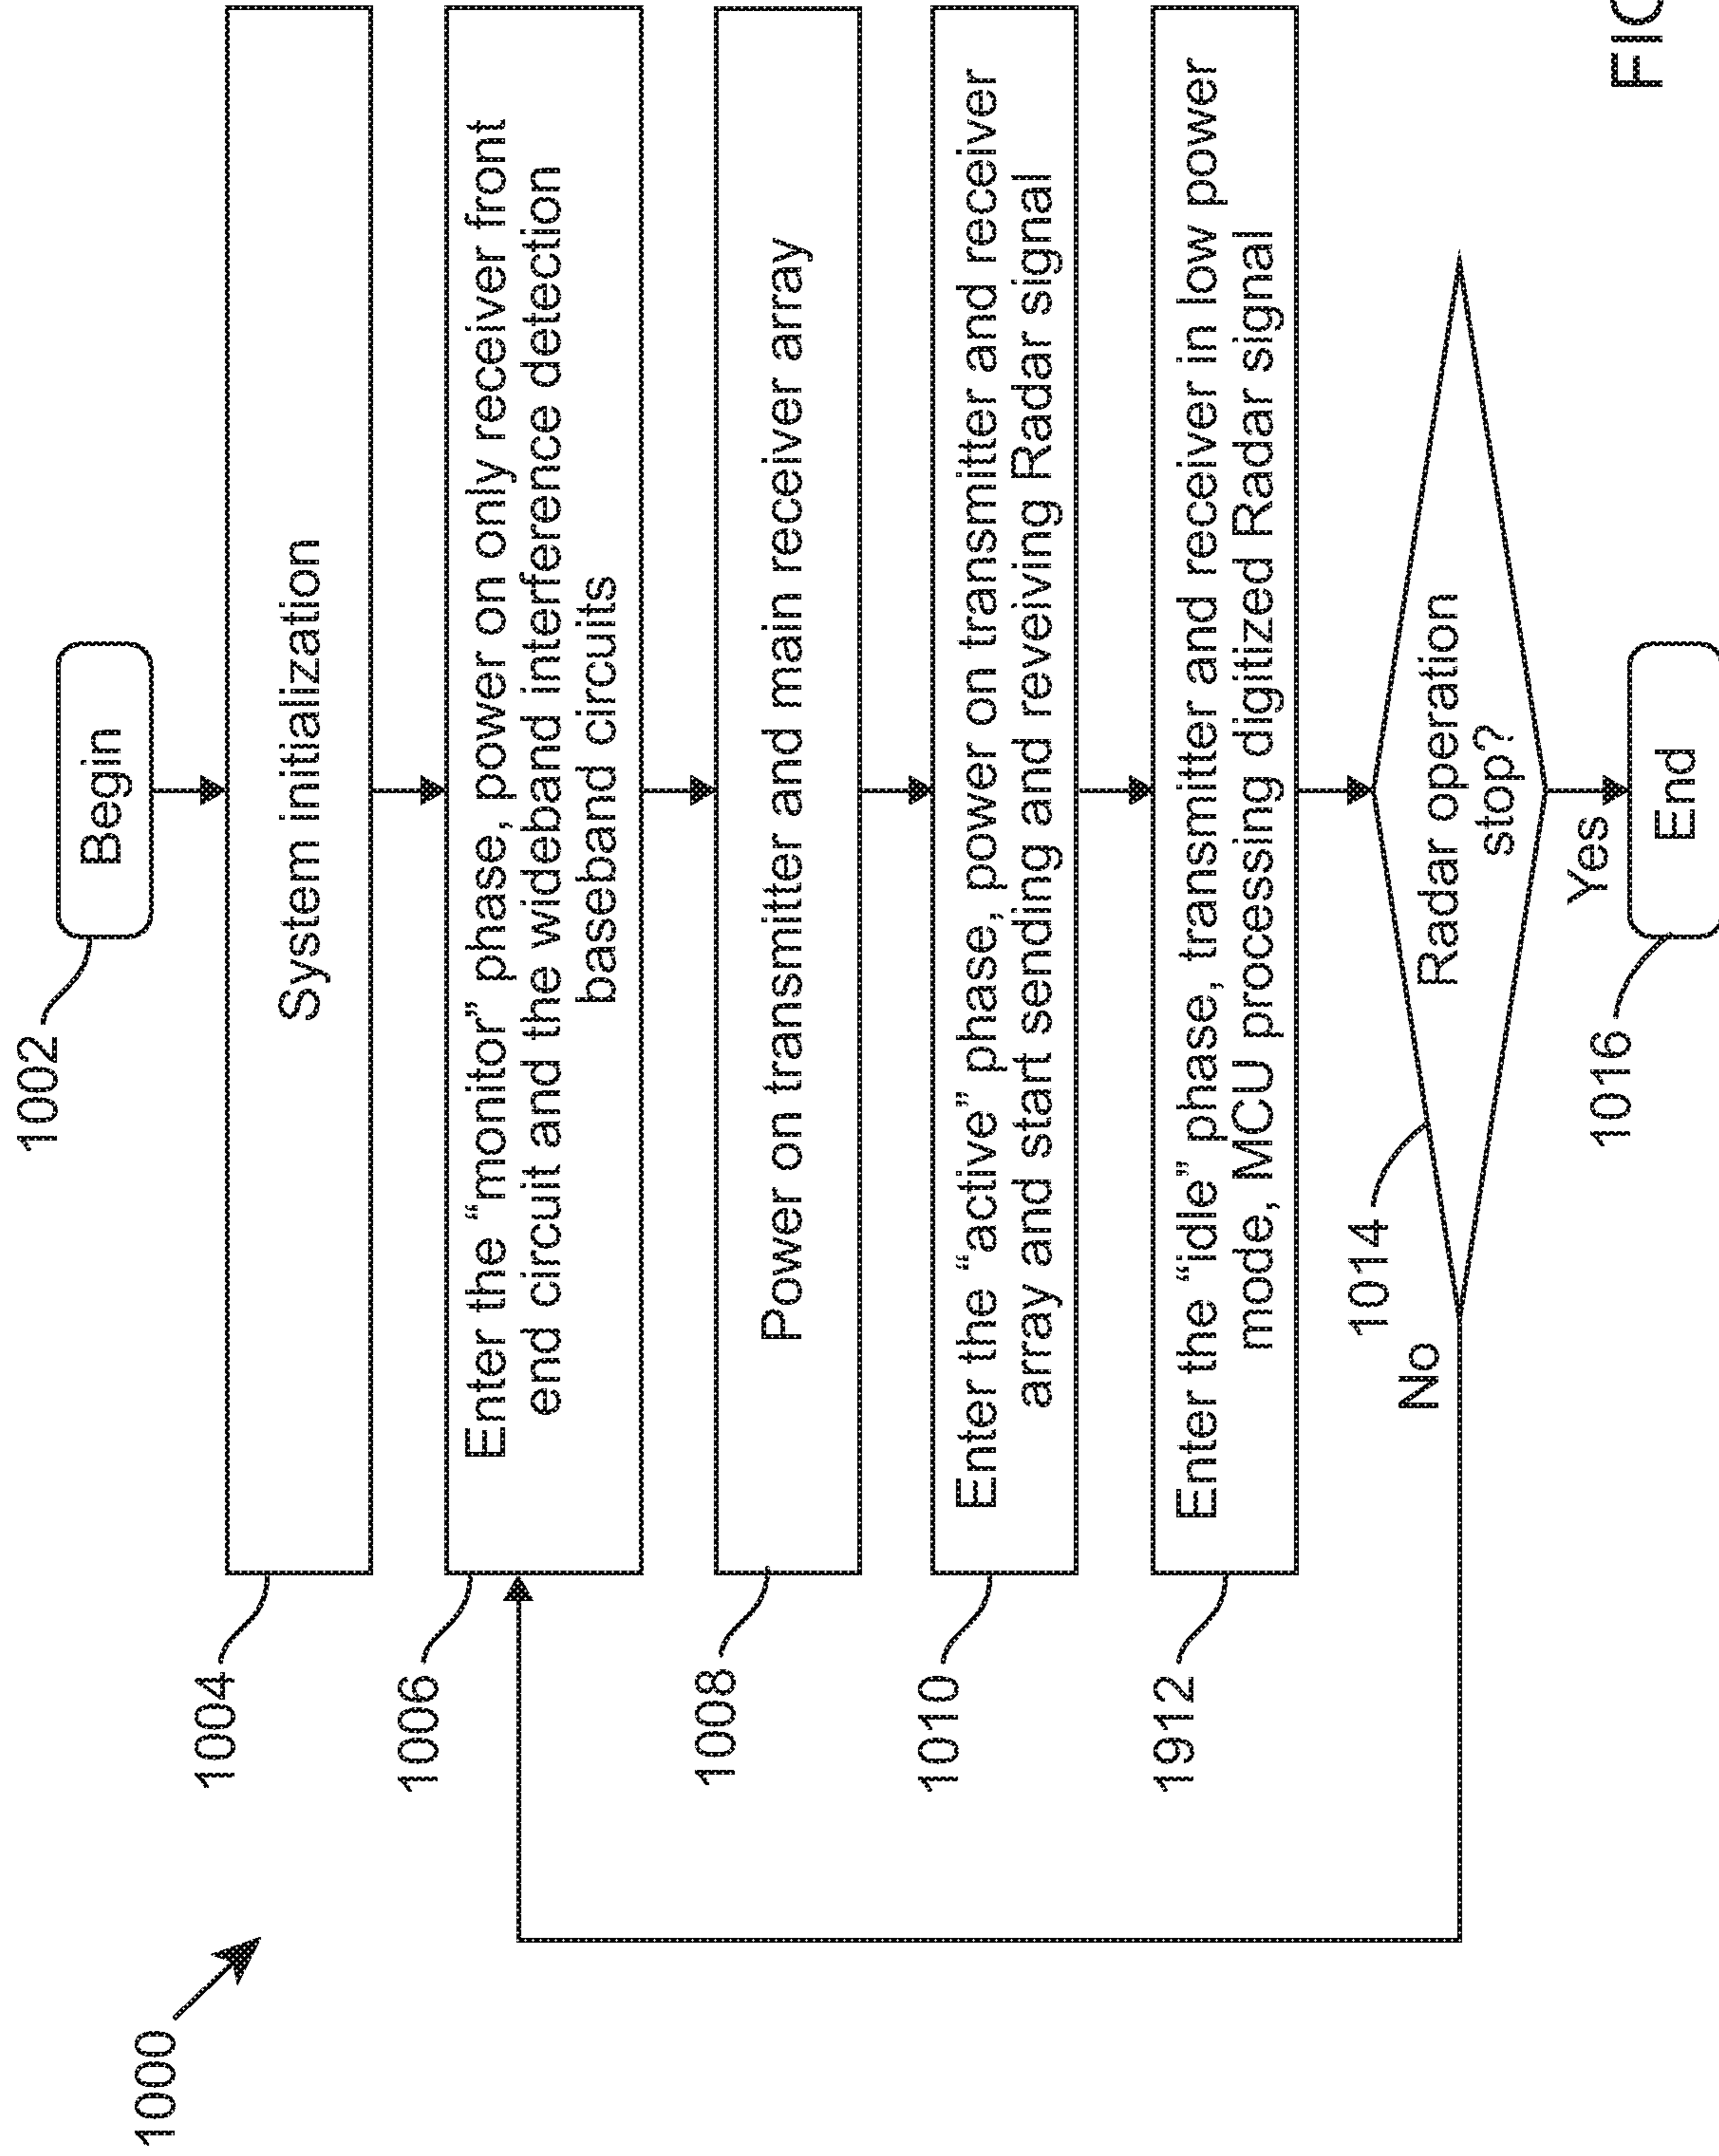 1000
1002
Begin
1004
System initialization
1006
Enter the “monitor” phase, power on only receiver front
end circuit and the wideband interference detection
baseband circuits
1008
Power on transmitter and main receiver array
1010
Enter the “active” phase, power on transmitter and receiver
array and start sending and reveiving Radar signal
1912
Enter the “idle” phase, transmitter and receiver in low power
mode, MCU processing digitized Radar signal
1014
Radar operation
stop?
No
Yes
1016
End